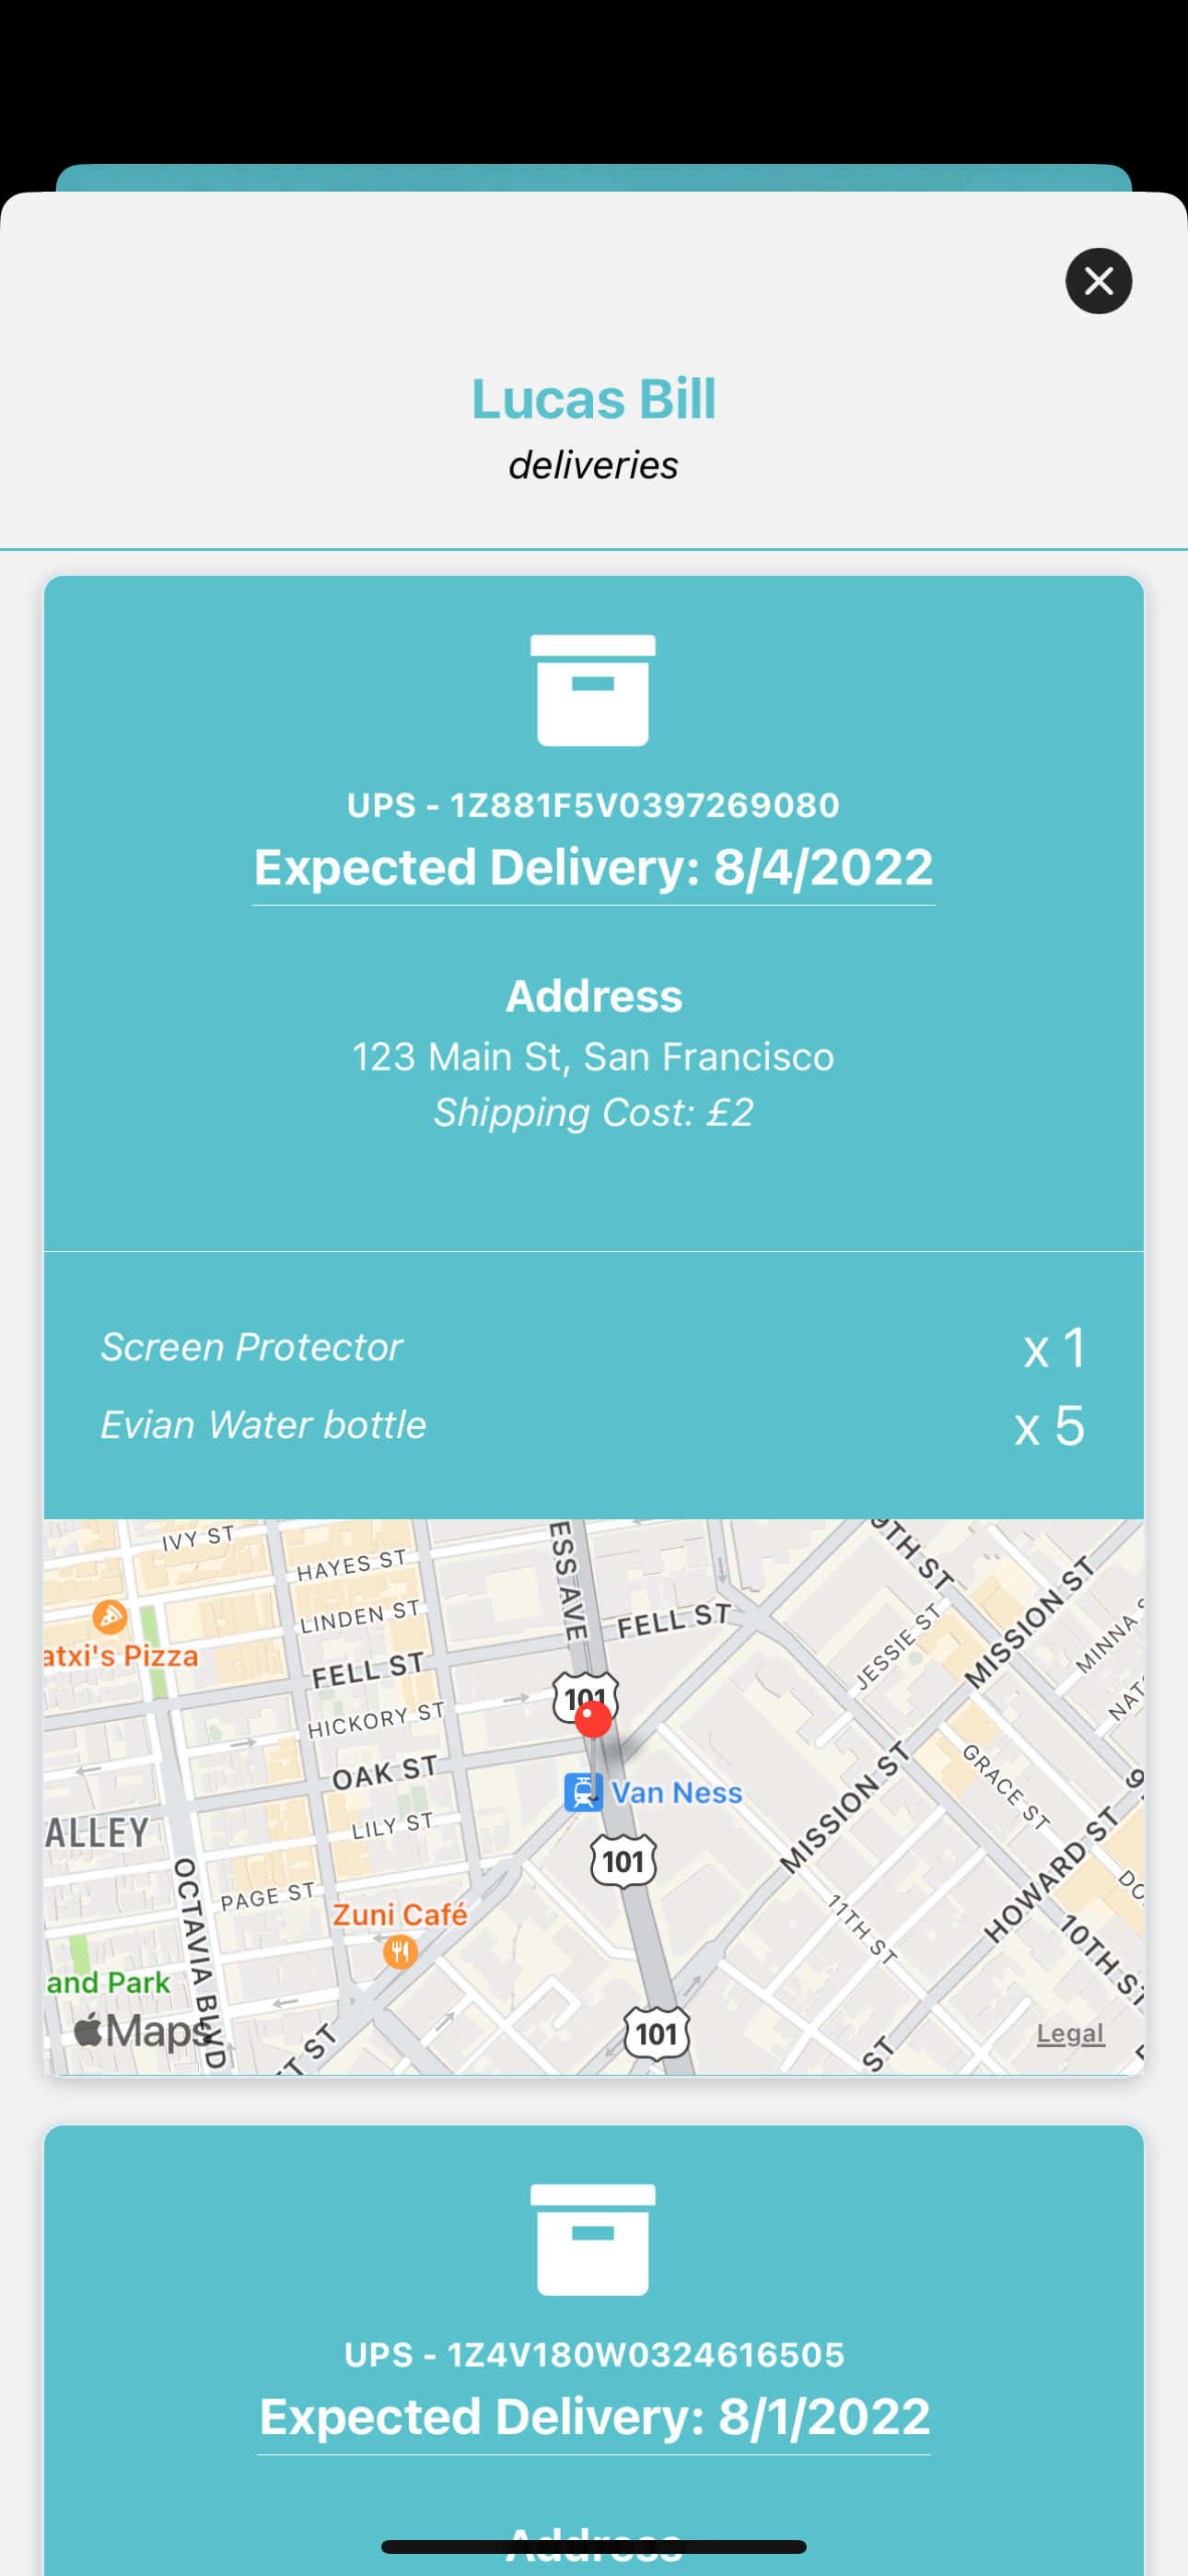 Lucas Bill
deliveries
UPS - 1Z881F5V0397269080
Expected Delivery: 8/4/2022
Address
123 Main St, San Francisco
Shipping Cost: £2
Screen Protector x 1
Evian Water bottle x 5
IVY ST
HAYES ST
ESS AVE
9TH ST
MISSION ST
LINDEN ST
FELL ST
JESSIE ST
MINNA S
atxi's Pizza
FELL ST
101
NAT
HICKORY ST
OAK ST
Van Ness
GRACE ST
9
ALLEY
LILY ST
MISSION ST
101
HOWARD ST
DO
PAGE ST
OCTAVIA BLVD
Zuni Café
11TH ST
10TH ST
and Park
Maps
T ST
101
ST
Legal
UPS - 1Z4V180W0324616505
Expected Delivery: 8/1/2022
Address